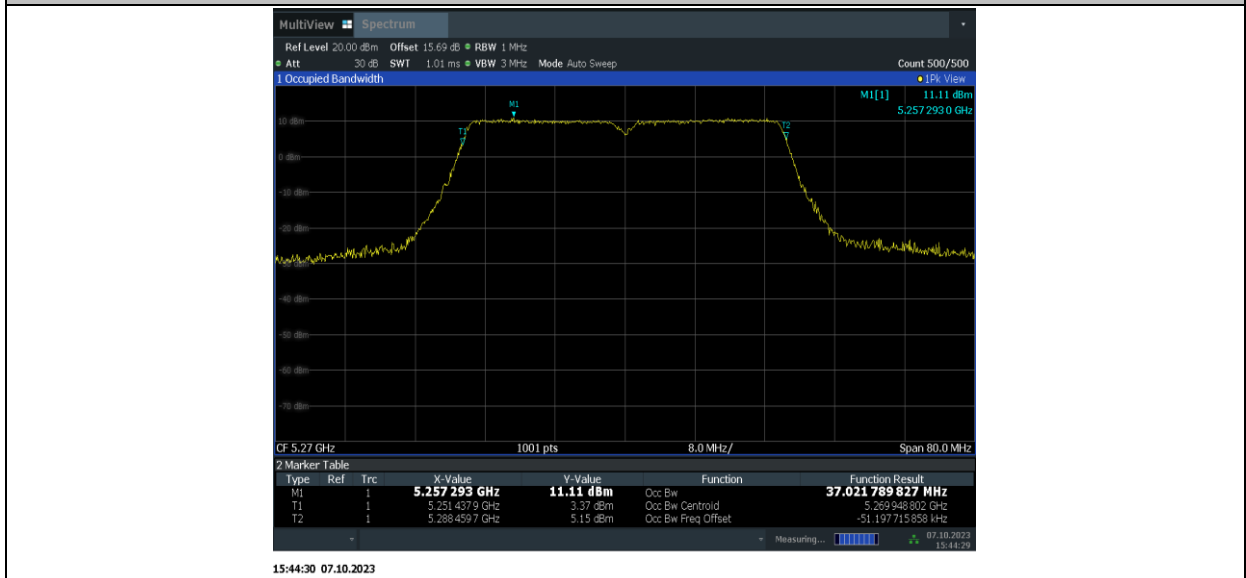 MultiView Spectrum
Ref Level 20.00 dBm Offset 15.69 dB RBW 1 MHz
Att 30 dB SWT 1.01 ms VBW 3 MHz Mode Auto Sweep Count 500/500
1 Occupied Bandwidth 1Pk View
M1[1] 11.11 dBm
5.257 293 0 GHz
M1
10 dBm
T1
T2
0 dBm
-10 dBm
-20 dBm
-30 dBm
-40 dBm
-50 dBm
-60 dBm
-70 dBm
CF 5.27 GHz 1001 pts 8.0 MHz/ Span 80.0 MHz
2 Marker Table
Type Ref Trc X-Value Y-Value Function Function Result
M1 1 5.257 293 GHz 11.11 dBm Occ Bw 37.021 789 827 MHz
T1 1 5.251 437 9 GHz 3.37 dBm Occ Bw Centroid 5.269 948 802 GHz
T2 1 5.288 459 7 GHz 5.15 dBm Occ Bw Freq Offset -51.197 715 858 kHz
Measuring... 07.10.2023
15:44:29
15:44:30 07.10.2023